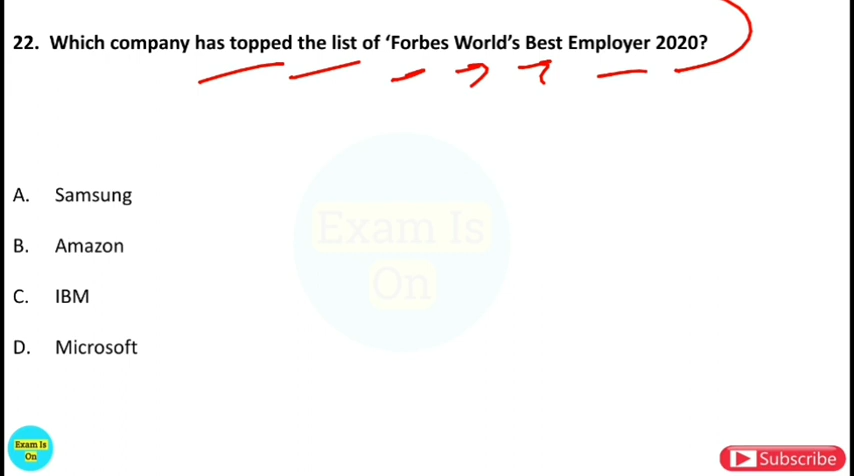 22. Which company has topped the list of ‘Forbes World’s Best Employer 2020?
A. Samsung
Exam Is
On
B. Amazon
C. IBM
D. Microsoft
Exam Is
On
Subscribe